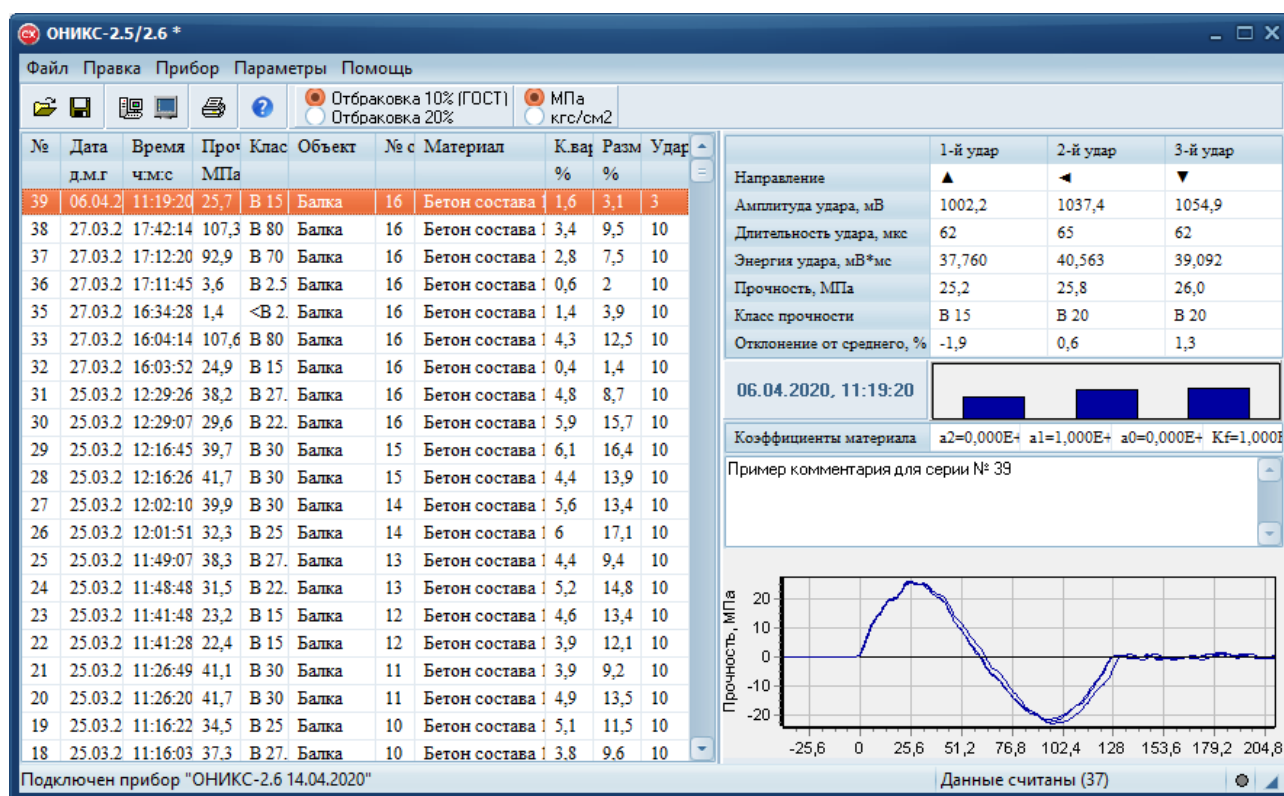 ОНИКС-2.5/2.6 *
Файл Правка Прибор Параметры Помощь
Отбраковка 10% (ГОСТ) МПа
Отбраковка 20% кгс/см2
№ Дата Время Проч Клас Объект № с Материал К.вар Разм Удар
д.м.г ч:м:с МПа % %
39 06.04.2 11:19:20 25,7 В 15 Балка 16 Бетон состава 1 1,6 3,1 3
38 27.03.2 17:42:14 107,3 В 80 Балка 16 Бетон состава 1 3,4 9,5 10
37 27.03.2 17:12:20 92,9 В 70 Балка 16 Бетон состава 1 2,8 7,5 10
36 27.03.2 17:11:45 3,6 В 2.5 Балка 16 Бетон состава 1 0,6 2 10
35 27.03.2 16:34:28 1,4 <В 2. Балка 16 Бетон состава 1 1,4 3,9 10
33 27.03.2 16:04:14 107,6 В 80 Балка 16 Бетон состава 1 4,3 12,5 10
32 27.03.2 16:03:52 24,9 В 15 Балка 16 Бетон состава 1 0,4 1,4 10
31 25.03.2 12:29:26 38,2 В 27. Балка 16 Бетон состава 1 4,8 8,7 10
30 25.03.2 12:29:07 29,6 В 22. Балка 16 Бетон состава 1 5,9 15,7 10
29 25.03.2 12:16:45 39,7 В 30 Балка 15 Бетон состава 1 6,1 16,4 10
28 25.03.2 12:16:26 41,7 В 30 Балка 15 Бетон состава 1 4,4 13,9 10
27 25.03.2 12:02:10 39,9 В 30 Балка 14 Бетон состава 1 5,6 13,4 10
26 25.03.2 12:01:51 32,3 В 25 Балка 14 Бетон состава 1 6 17,1 10
25 25.03.2 11:49:07 38,3 В 27. Балка 13 Бетон состава 1 4,4 9,4 10
24 25.03.2 11:48:48 31,5 В 22. Балка 13 Бетон состава 1 5,2 14,8 10
23 25.03.2 11:41:48 23,2 В 15 Балка 12 Бетон состава 1 4,6 13,4 10
22 25.03.2 11:41:28 22,4 В 15 Балка 12 Бетон состава 1 3,9 12,1 10
21 25.03.2 11:26:49 41,1 В 30 Балка 11 Бетон состава 1 3,9 9,2 10
20 25.03.2 11:26:20 41,7 В 30 Балка 11 Бетон состава 1 4,9 13,5 10
19 25.03.2 11:16:22 34,5 В 25 Балка 10 Бетон состава 1 5,1 11,5 10
18 25.03.2 11:16:03 37,3 В 27. Балка 10 Бетон состава 1 3,8 9,6 10
1-й удар 2-й удар 3-й удар
Направление ▲ ◄ ▼
Амплитуда удара, мВ 1002,2 1037,4 1054,9
Длительность удара, мкс 62 65 62
Энергия удара, мВ*мс 37,760 40,563 39,092
Прочность, МПа 25,2 25,8 26,0
Класс прочности В 15 В 20 В 20
Отклонение от среднего, % -1,9 0,6 1,3
06.04.2020, 11:19:20
Коэффициенты материала a2=0,000E+ a1=1,000E+ a0=0,000E+ Kf=1,000E
Пример комментария для серии № 39
Прочность, МПа
20
10
0
-10
-20
-25,6 0 25,6 51,2 76,8 102,4 128 153,6 179,2 204,8
Подключен прибор "ОНИКС-2.6 14.04.2020" Данные считаны (37)